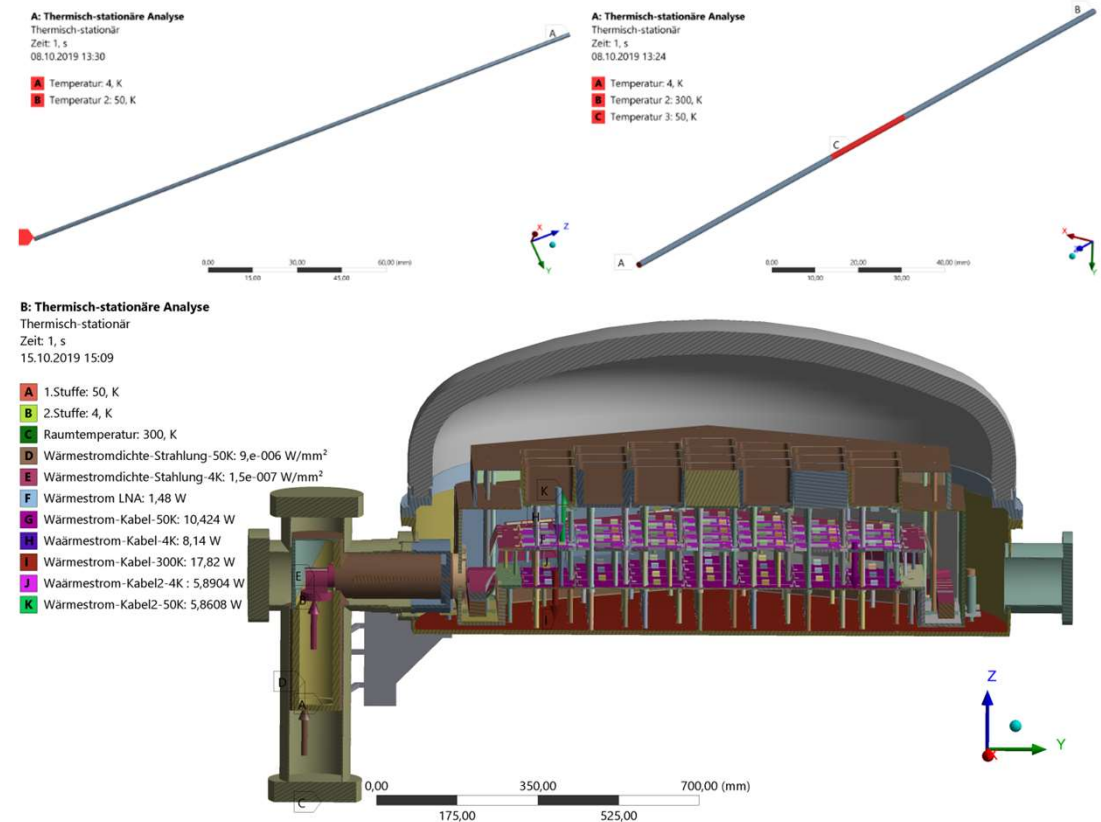 A: Thermisch-stationäre Analyse
Thermisch-stationär
Zeit: 1, s
08.10.2019 13:30
A Temperatur: 4, K
B Temperatur 2: 50, K
A
0,00 30,00 60,00 (mm)
15,00 45,00
X Z Y
A: Thermisch-stationäre Analyse
Thermisch-stationär
Zeit: 1, s
08.10.2019 13:24
A Temperatur: 4, K
B Temperatur 2: 300, K
C Temperatur 3: 50, K
B
C
A
0,00 20,00 40,00 (mm)
10,00 30,00
X
Y
B: Thermisch-stationäre Analyse
Thermisch-stationär
Zeit: 1, s
15.10.2019 15:09
A 1.Stuffe: 50, K
B 2.Stuffe: 4, K
C Raumtemperatur: 300, K
D Wärmestromdichte-Strahlung-50K: 9,e-006 W/mm²
E Wärmestromdichte-Stahlung-4K: 1,5e-007 W/mm²
F Wärmestrom LNA: 1,48 W
G Wärmestrom-Kabel-50K: 10,424 W
H Waärmestrom-Kabel-4K: 8,14 W
I Wärmestrom-Kabel-300K: 17,82 W
J Waärmestrom-Kabel2-4K : 5,8904 W
K Wärmestrom-Kabel2-50K: 5,8608 W
K
H
E
I
D
A
C
Z
Y
0,00 350,00 700,00 (mm)
175,00 525,00